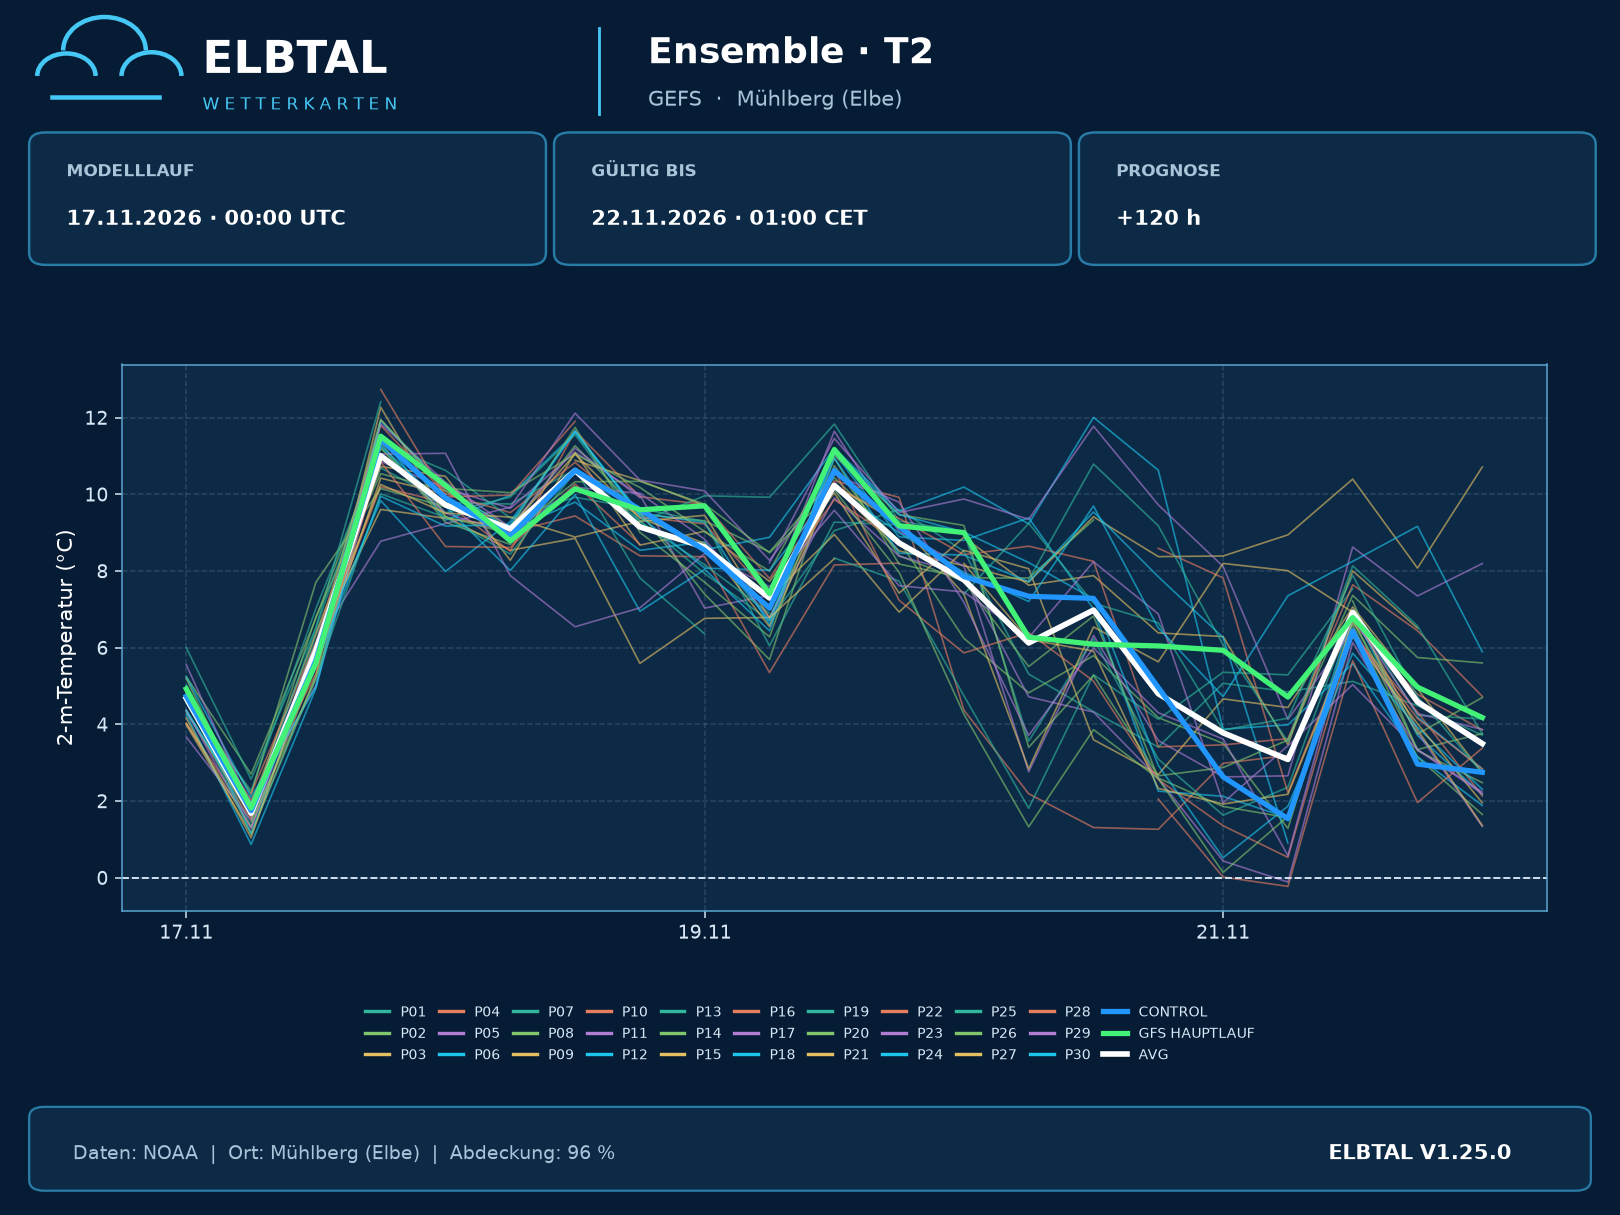 ELBTAL
WETTERKARTEN
Ensemble · T2
GEFS · Mühlberg (Elbe)
MODELLLAUF
17.11.2026 · 00:00 UTC
GÜLTIG BIS
22.11.2026 · 01:00 CET
PROGNOSE
+120 h
2-m-Temperatur (°C)
12
10
8
6
4
2
0
17.11 19.11 21.11
P01 P04 P07 P10 P13 P16 P19 P22 P25 P28 CONTROL
P02 P05 P08 P11 P14 P17 P20 P23 P26 P29 GFS HAUPTLAUF
P03 P06 P09 P12 P15 P18 P21 P24 P27 P30 AVG
Daten: NOAA | Ort: Mühlberg (Elbe) | Abdeckung: 96 %
ELBTAL V1.25.0